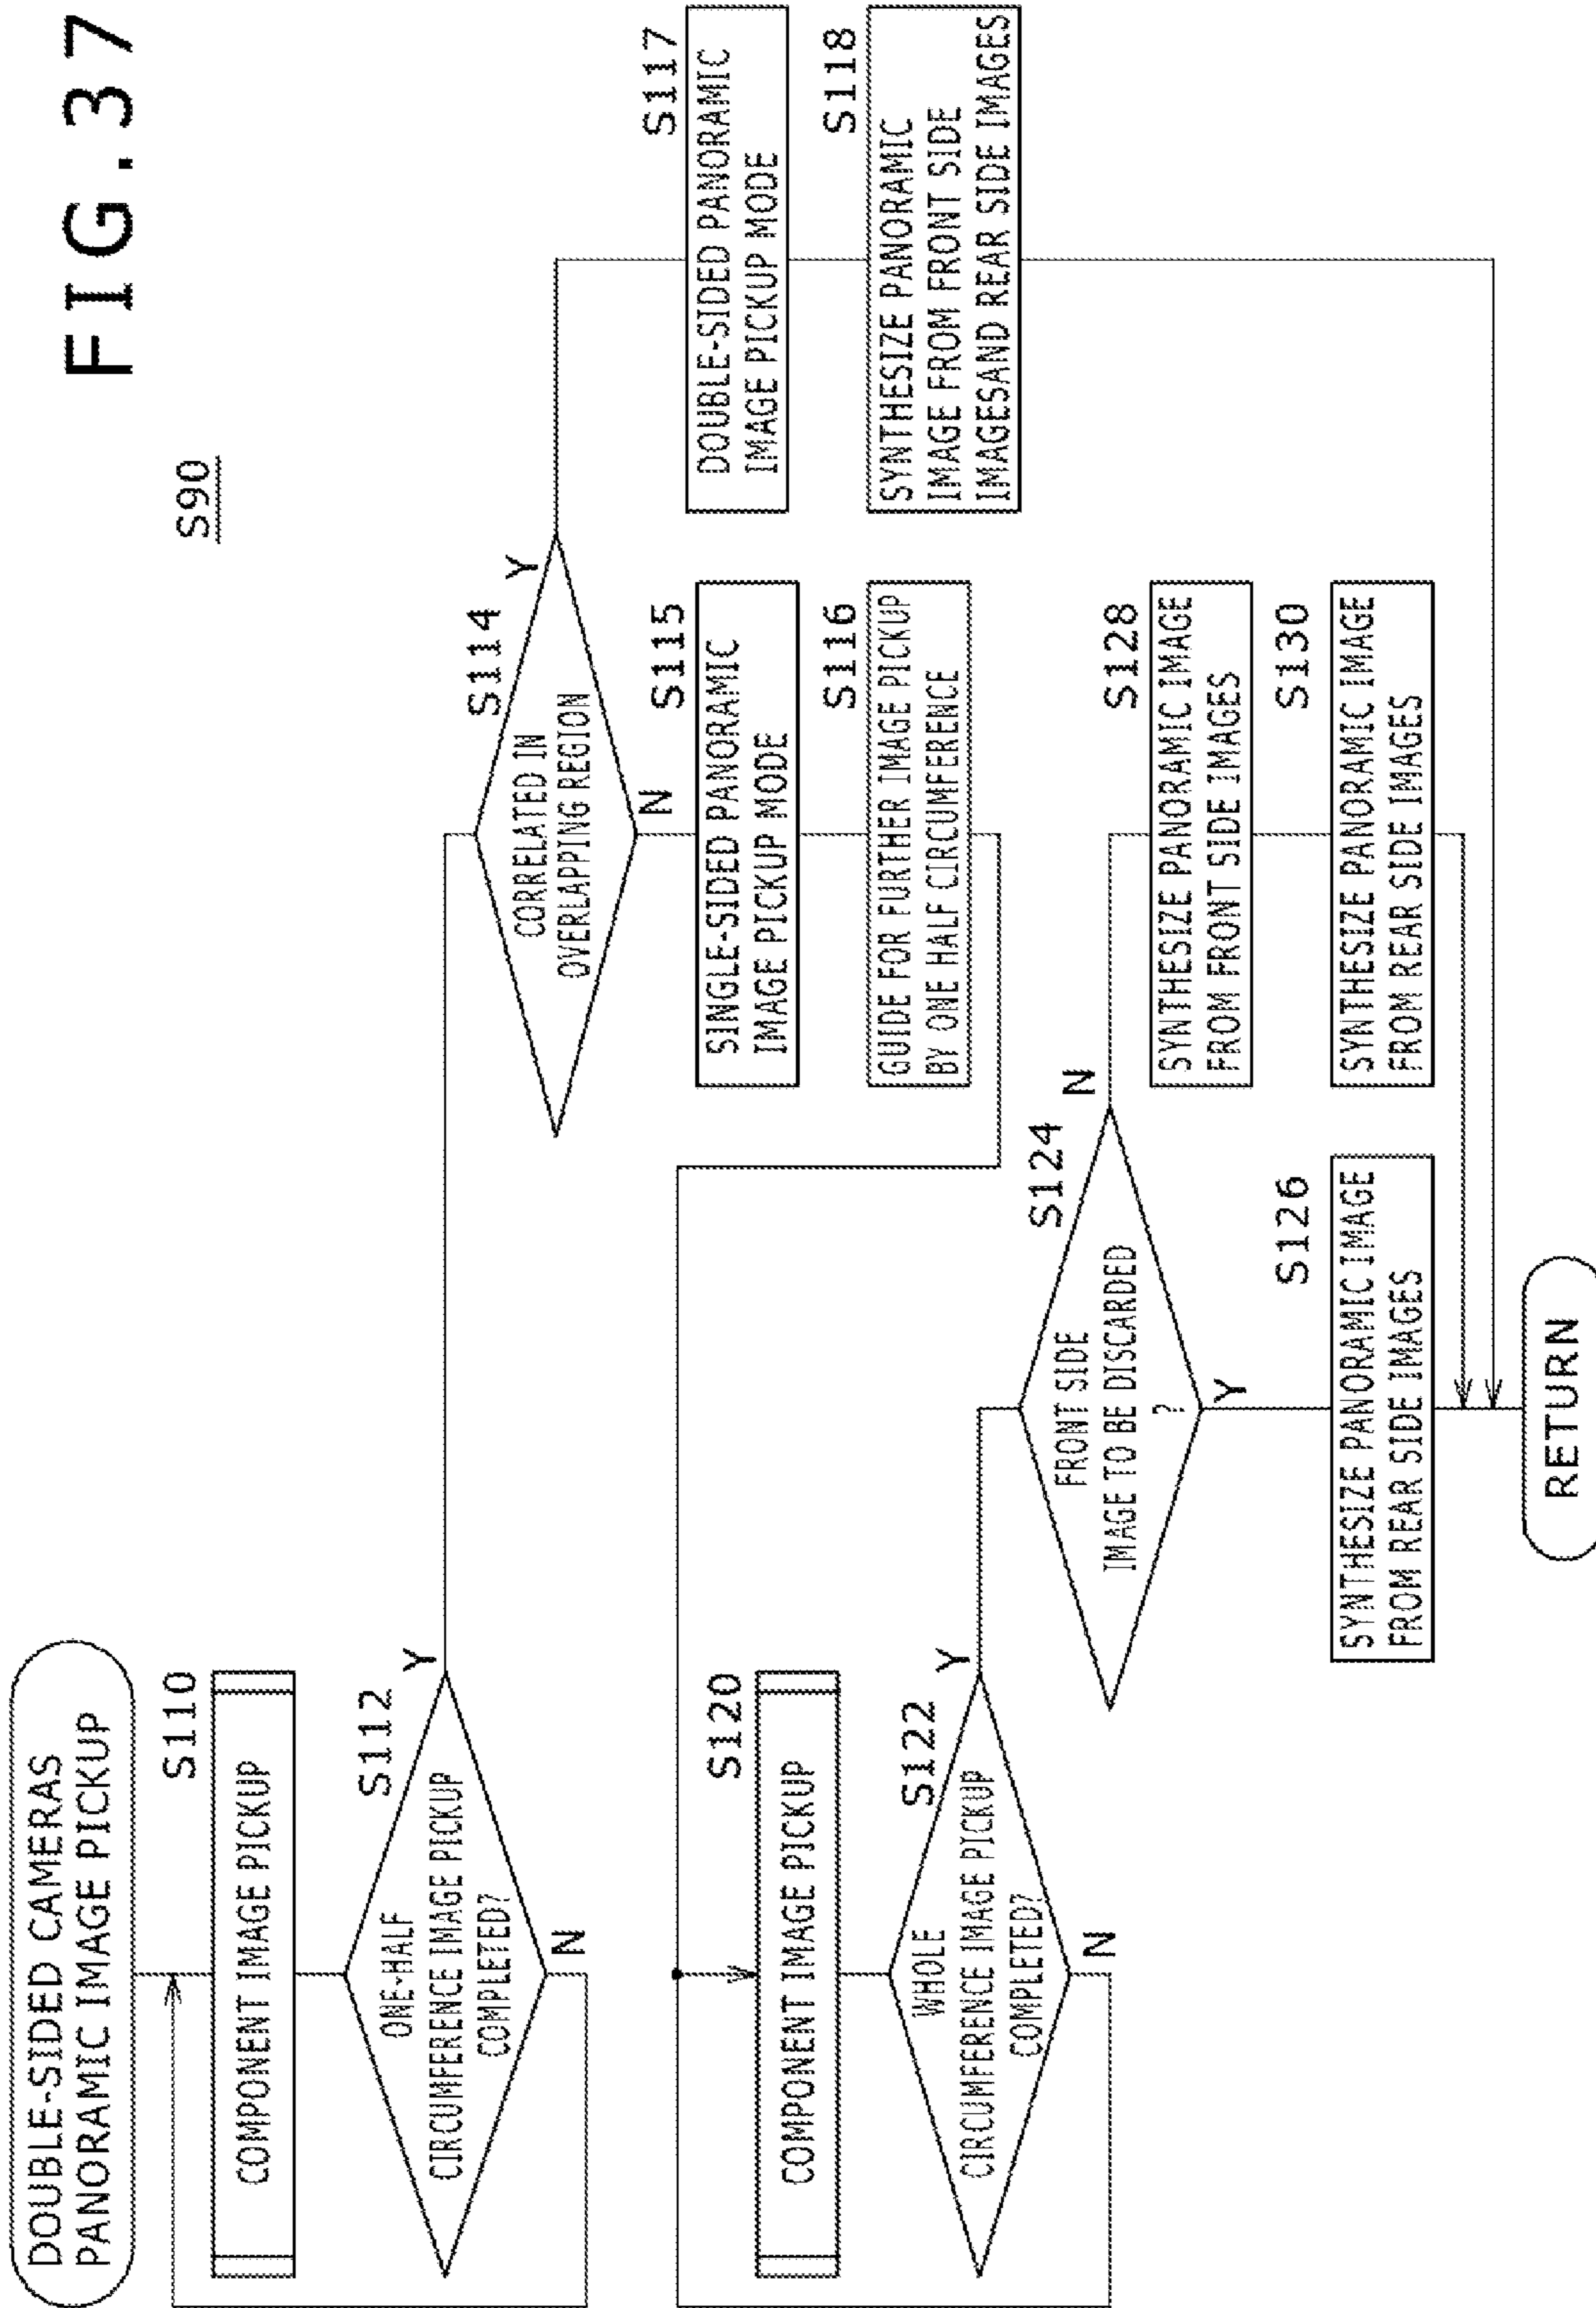 FIG.37
S90
DOUBLE-SIDED CAMERAS
PANORAMIC IMAGE PICKUP
S110
COMPONENT IMAGE PICKUP
S112
ONE-HALF
CIRCUMFERENCE IMAGE PICKUP
COMPLETED?
Y
N
S114
CORRELATED IN
OVERLAPPING REGION
Y
N
S115
SINGLE-SIDED PANORAMIC
IMAGE PICKUP MODE
S116
GUIDE FOR FURTHER IMAGE PICKUP
BY ONE HALF CIRCUMFERENCE
S117
DOUBLE-SIDED PANORAMIC
IMAGE PICKUP MODE
S118
SYNTHESIZE PANORAMIC
IMAGE FROM FRONT SIDE
IMAGESAND REAR SIDE IMAGES
S120
COMPONENT IMAGE PICKUP
S122
WHOLE
CIRCUMFERENCE IMAGE PICKUP
COMPLETED?
Y
N
S124
FRONT SIDE
IMAGE TO BE DISCARDED
?
N
Y
S126
SYNTHESIZE PANORAMIC IMAGE
FROM REAR SIDE IMAGES
S128
SYNTHESIZE PANORAMIC IMAGE
FROM FRONT SIDE IMAGES
S130
SYNTHESIZE PANORAMIC IMAGE
FROM REAR SIDE IMAGES
RETURN